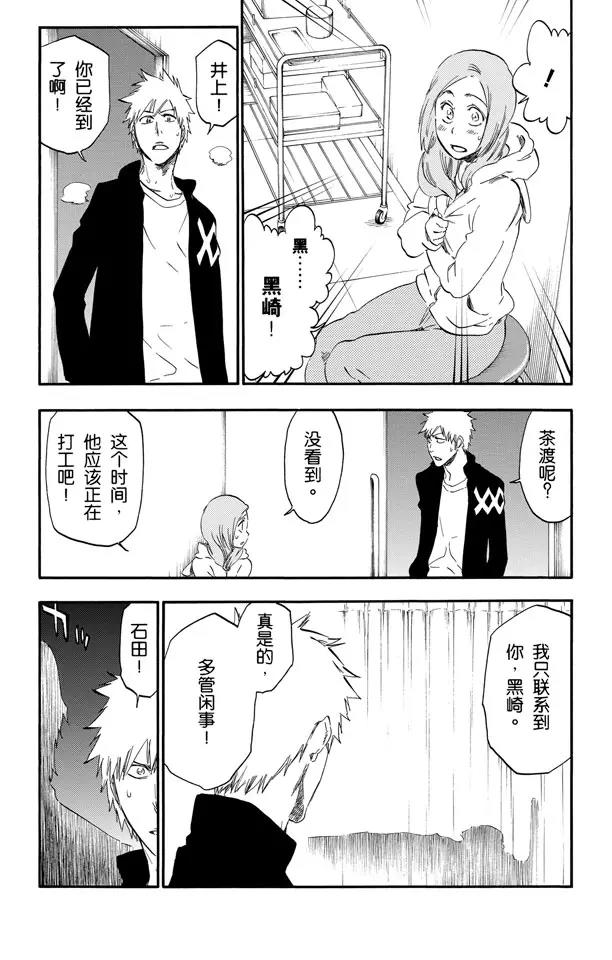 ！
黑……
黑崎！
井上！
你已经到
了啊！
茶渡呢？
没看到。
这个时间，
他应该正在
打工吧！
我只联系到
你，黑崎。
真是的，
多管闲事！
石田！